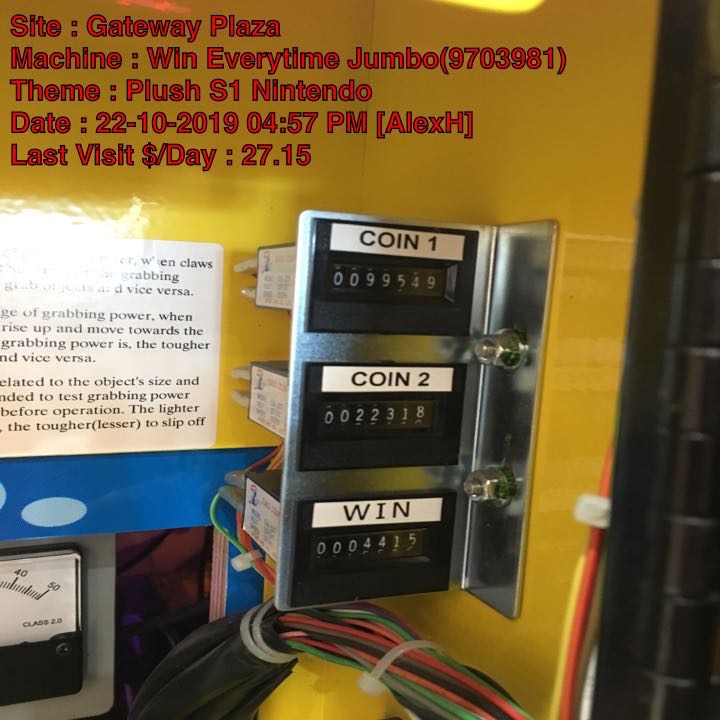 Site : Gateway Plaza
Machine : Win Everytime Jumbo(9703981)
Theme : Plush S1 Nintendo
Date : 22-10-2019 04:57 PM [AlexH]
Last Visit $/Day : 27.15
COIN 1
0099549
COIN 2
0022318
WIN
0004415
when claws
the grabbing
grab objects and vice versa.
ge of grabbing power, when
rise up and move towards the
grabbing power is, the tougher
nd vice versa.
elated to the object's size and
nded to test grabbing power
before operation. The lighter
, the tougher(lesser) to slip off
40
50
CLASS 2.0